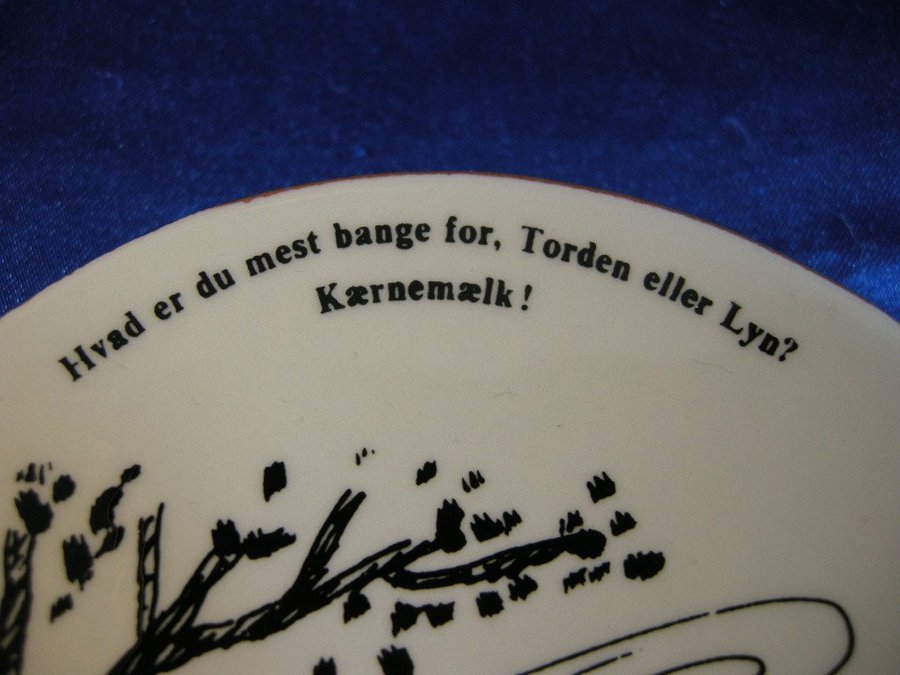 Hvad er du mest bange for, Torden eller Lyn?
Kærnemælk!